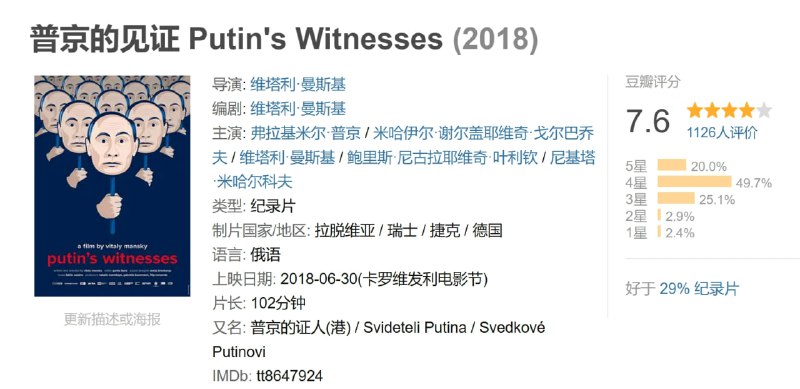 普京的见证 Putin's Witnesses (2018)
a film by vitaly mansky
putin's witnesses
更新描述或海报
导演: 维塔利·曼斯基
编剧: 维塔利·曼斯基
主演: 弗拉基米尔·普京 / 米哈伊尔·谢尔盖耶维奇·戈尔巴乔
夫 / 维塔利·曼斯基 / 鲍里斯·尼古拉耶维奇·叶利钦 / 尼基塔
·米哈尔科夫
类型: 纪录片
制片国家/地区: 拉脱维亚 / 瑞士 / 捷克 / 德国
语言: 俄语
上映日期: 2018-06-30(卡罗维发利电影节)
片长: 102分钟
又名: 普京的证人(港) / Svideteli Putina / Svedkové
Putinovi
IMDb: tt8647924
豆瓣评分
7.6
1126人评价
5星 20.0%
4星 49.7%
3星 25.1%
2星 2.9%
1星 2.4%
好于 29% 纪录片